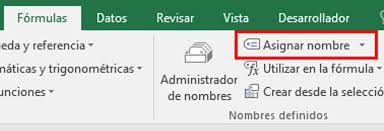 Fórmulas Datos Revisar Vista Desarrollador
eda y referencia
Asignar nombre
máticas y trigonométricas
Administrador de nombres
Utilizar en la fórmula
unciones
Crear desde la selecció
Nombres definidos